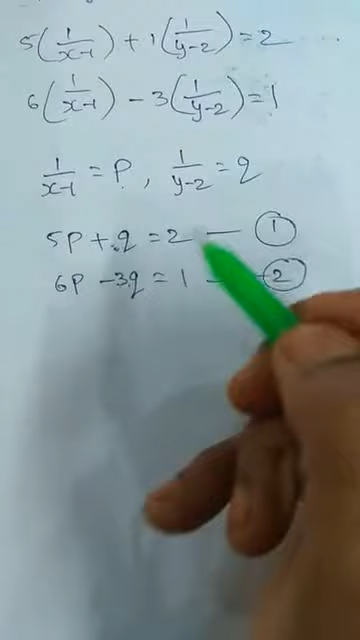 5(1/x-1) + 1(1/y-2) = 2
6(1/x-1) - 3(1/y-2) = 1
1/x-1 = p, 1/y-2 = q
5p + q = 2 — 1
6p - 3q = 1 — 2